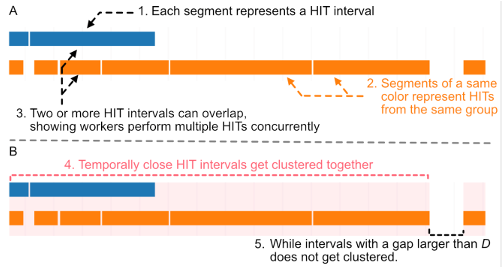 A
1. Each segment represents a HIT interval
2. Segments of a same
color represent HITs
from the same group
3. Two or more HIT intervals can overlap,
showing workers perform multiple HITs concurrently
B
4. Temporally close HIT intervals get clustered together
5. While intervals with a gap larger than D
does not get clustered.